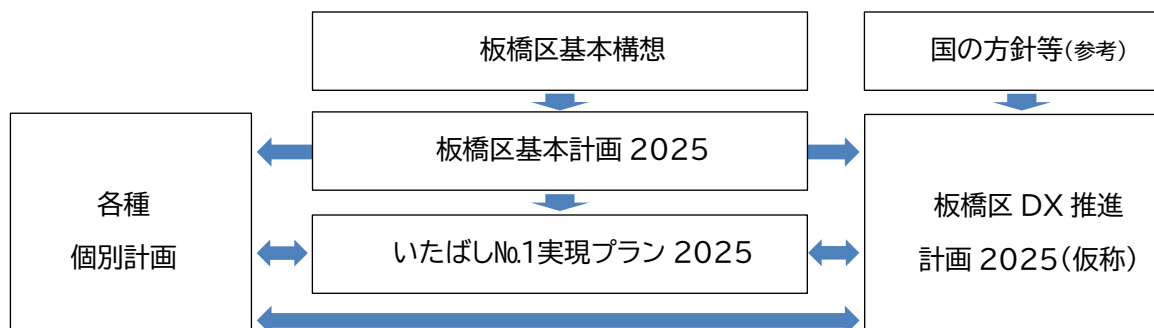 板橋区基本構想
国の方針等(参考)
板橋区基本計画 2025
各種
個別計画
いたばし№1実現プラン 2025
板橋区 DX 推進
計画 2025(仮称)